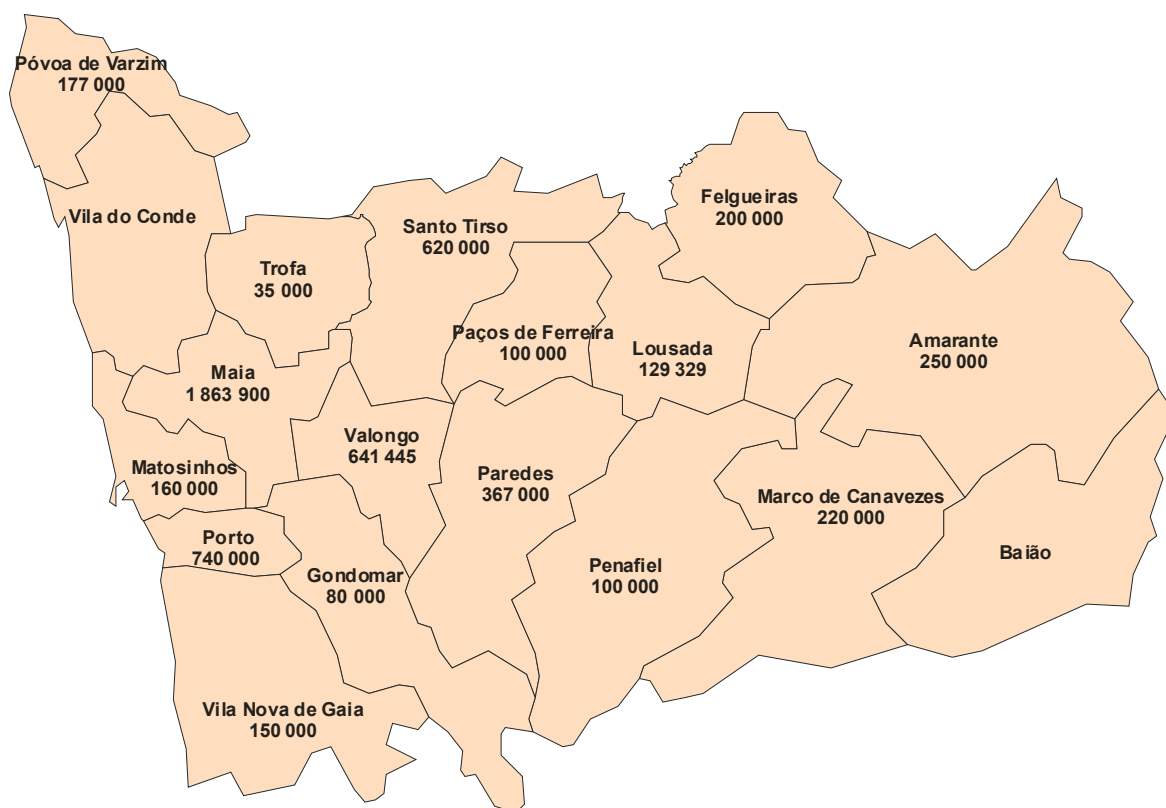 Póvoa de Varzim
177 000
Vila do Conde
Felgueiras
200 000
Santo Tirso
620 000
Trofa
35 000
Paços de Ferreira
100 000
Lousada
129 329
Amarante
250 000
Maia
1 863 900
Valongo
641 445
Matosinhos
160 000
Paredes
367 000
Marco de Canavezes
220 000
Porto
740 000
Baião
Penafiel
100 000
Gondomar
80 000
Vila Nova de Gaia
150 000